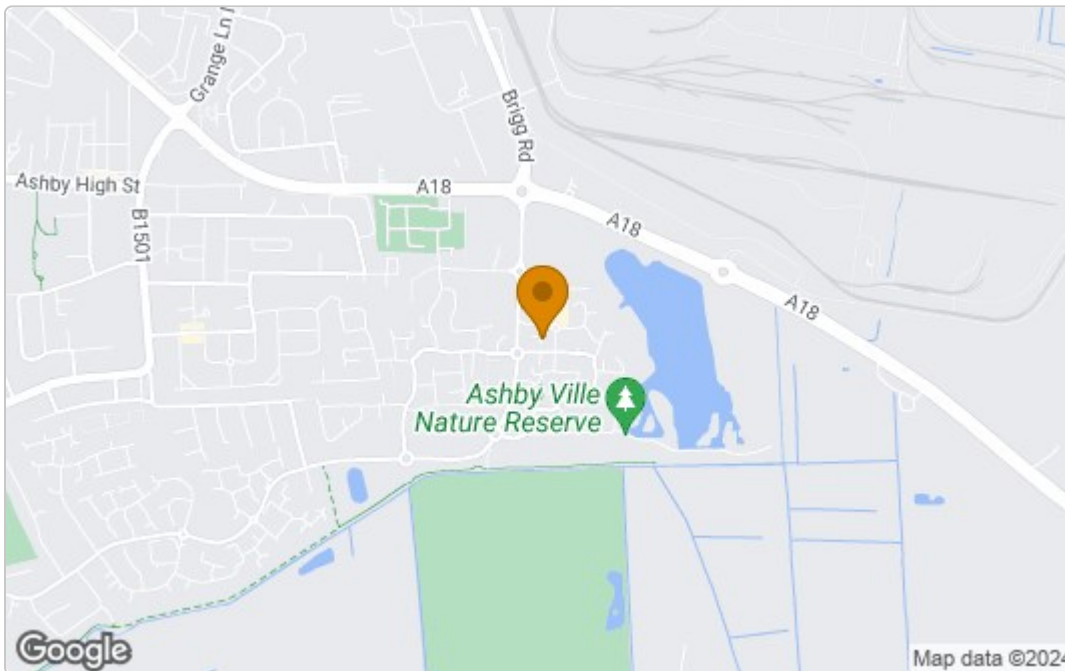 Grange Ln
Brigg Rd
Ashby High St
A18
B1501
A18
A18
Ashby Ville
Nature Reserve
Google
Map data ©2024